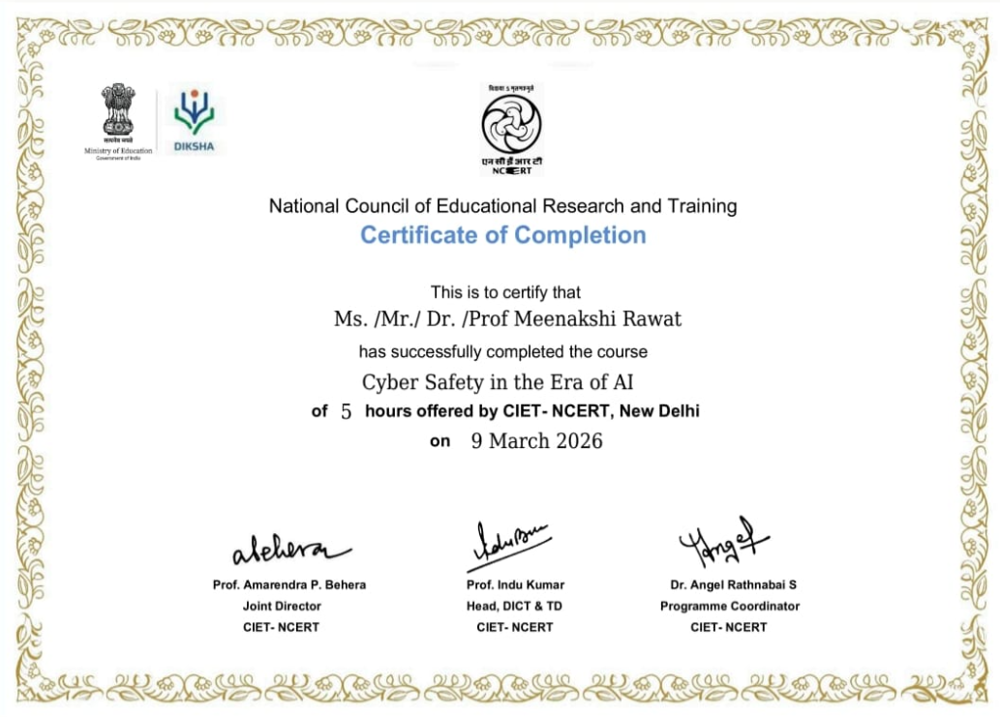 सत्यमेव जयते
Ministry of Education
Government of India
DIKSHA
एन सी ई आर टी
NCERT
National Council of Educational Research and Training
Certificate of Completion
This is to certify that
Ms. /Mr./ Dr. /Prof Meenakshi Rawat
has successfully completed the course
Cyber Safety in the Era of AI
of 5 hours offered by CIET- NCERT, New Delhi
on 9 March 2026
Prof. Amarendra P. Behera
Joint Director
CIET- NCERT
Prof. Indu Kumar
Head, DICT & TD
CIET- NCERT
Dr. Angel Rathnabai S
Programme Coordinator
CIET- NCERT